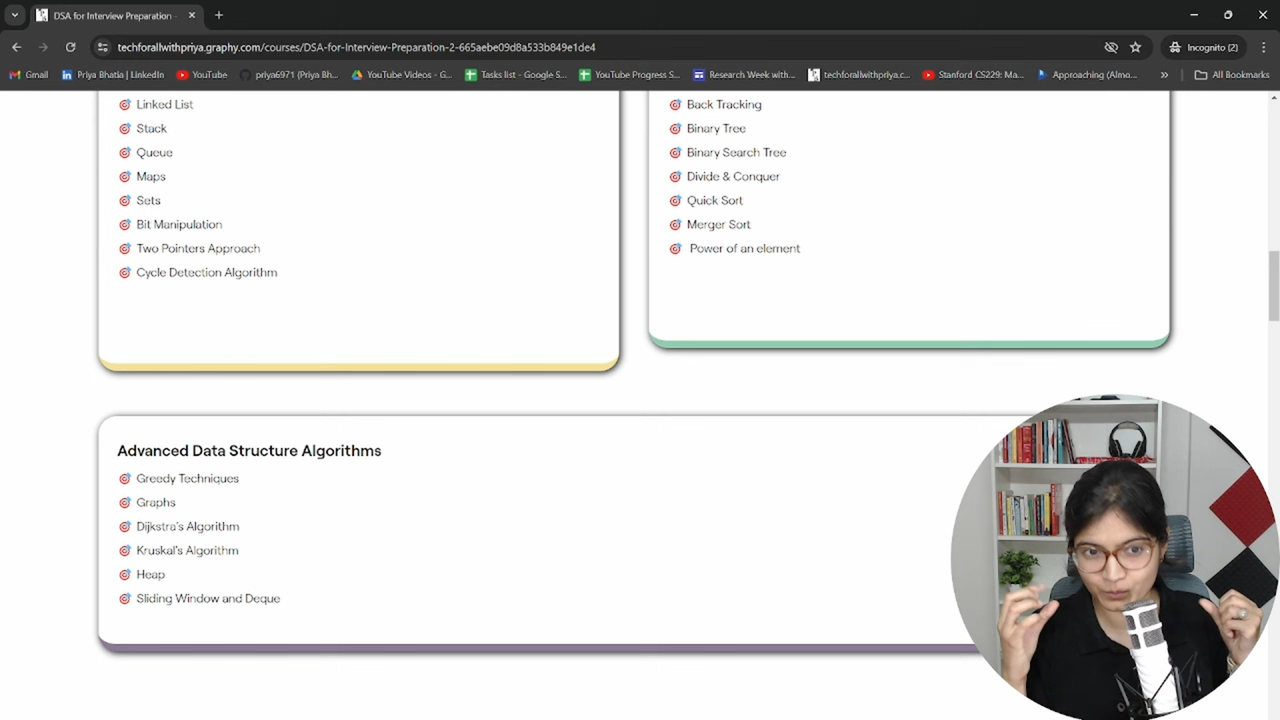 DSA for Interview Preparation -
techforallwithpriya.graphy.com/courses/DSA-for-Interview-Preparation-2-665aebe09d8a533b849e1de4
Incognito (2)
Gmail
Priya Bhatia | LinkedIn
YouTube
priya6971 (Priya Bh...
YouTube Videos - G...
Tasks list - Google S...
YouTube Progress S...
Research Week with...
techforallwithpriya.c...
Stanford CS229: Ma...
Approaching (Almo...
All Bookmarks
Linked List
Stack
Queue
Maps
Sets
Bit Manipulation
Two Pointers Approach
Cycle Detection Algorithm
Back Tracking
Binary Tree
Binary Search Tree
Divide & Conquer
Quick Sort
Merger Sort
Power of an element
Advanced Data Structure Algorithms
Greedy Techniques
Graphs
Dijkstra's Algorithm
Kruskal's Algorithm
Heap
Sliding Window and Deque